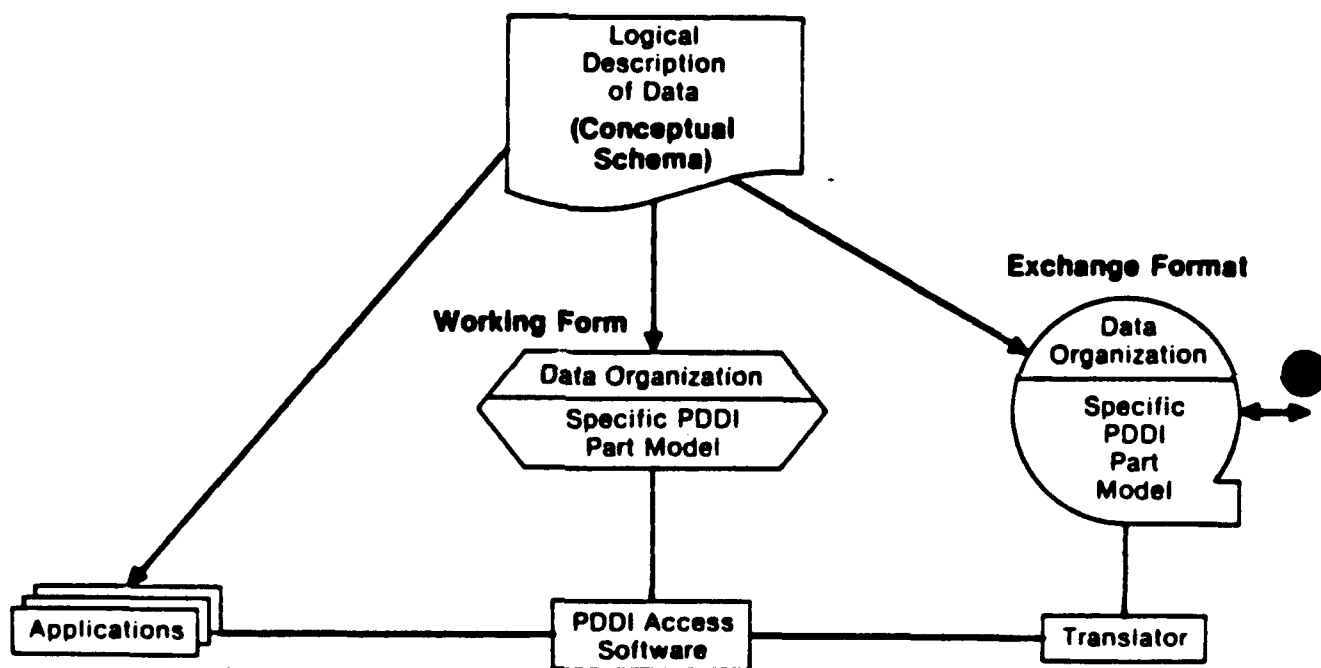 Logical
Description
of Data
(Conceptual
Schema)
Exchange Format
Working Form
Data Organization
Specific PDDI
Part Model
Data
Organization
Specific
PDDI
Part
Model
Applications
PDDI Access
Software
Translator